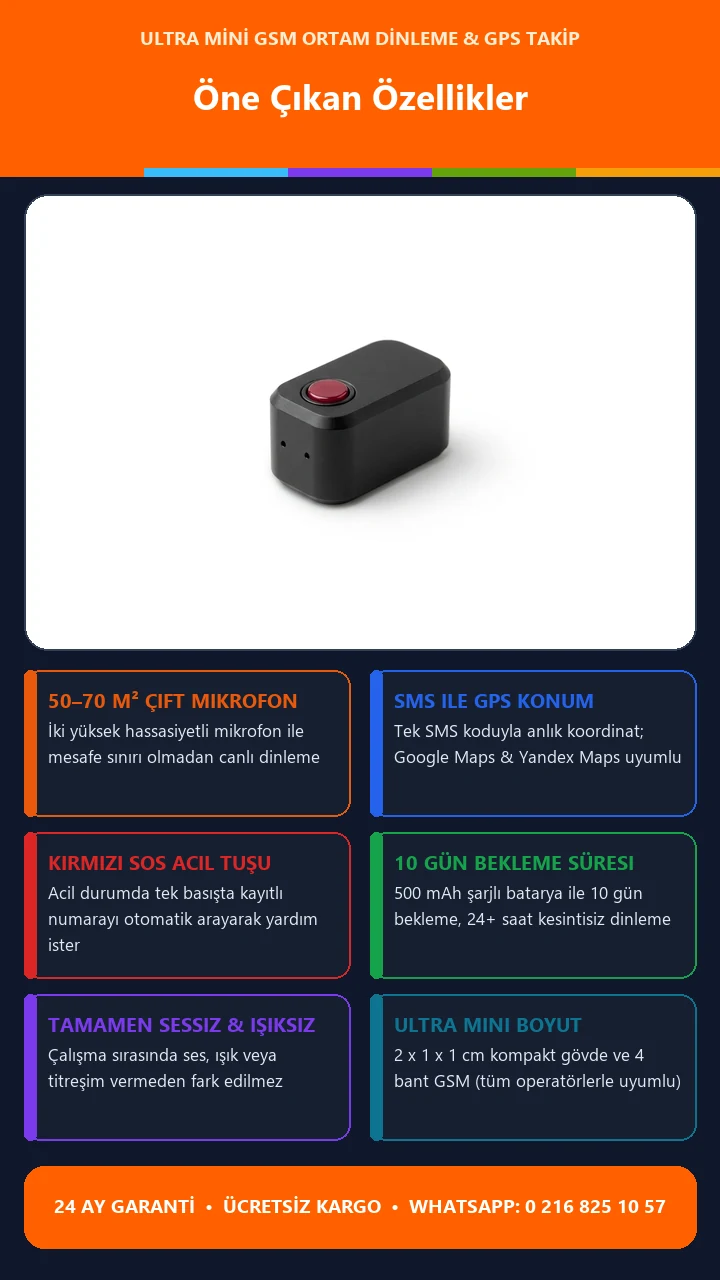 ULTRA MİNİ GSM ORTAM DİNLEME & GPS TAKİP
Öne Çıkan Özellikler
50–70 M² ÇIFT MIKROFON
İki yüksek hassasiyetli mikrofon ile
mesafe sınırı olmadan canlı dinleme
SMS ILE GPS KONUM
Tek SMS koduyla anlık koordinat;
Google Maps & Yandex Maps uyumlu
KIRMIZI SOS ACIL TUŞU
Acil durumda tek basışta kayıtlı
numarayı otomatik arayarak yardım
ister
10 GÜN BEKLEME SÜRESI
500 mAh şarjlı batarya ile 10 gün
bekleme, 24+ saat kesintisiz dinleme
TAMAMEN SESSIZ & IŞIKSIZ
Çalışma sırasında ses, ışık veya
titreşim vermeden fark edilmez
ULTRA MINI BOYUT
2 x 1 x 1 cm kompakt gövde ve 4
bant GSM (tüm operatörlerle uyumlu)
24 AY GARANTİ • ÜCRETSİZ KARGO • WHATSAPP: 0 216 825 10 57